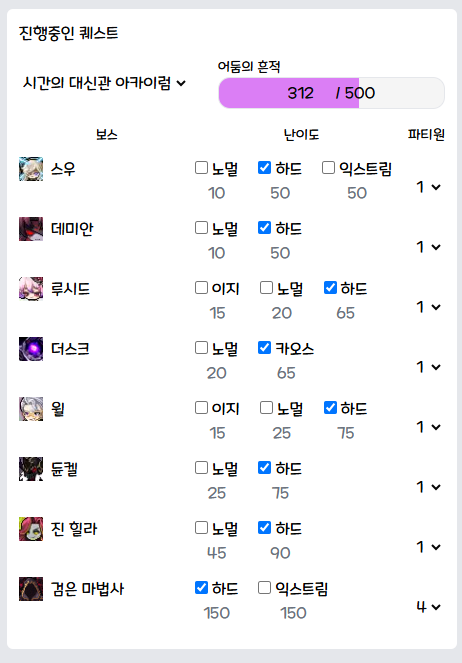 진행중인 퀘스트
어둠의 흔적
시간의 대신관 아카이럼
312 / 500
보스 난이도 파티원
스우 노멀 하드 익스트림
10 50 50 1
데미안 노멀 하드
10 50 1
루시드 이지 노멀 하드
15 20 65 1
더스크 노멀 카오스
20 65 1
윌 이지 노멀 하드
15 25 75 1
듄켈 노멀 하드
25 75 1
진 힐라 노멀 하드
45 90 1
검은 마법사 하드 익스트림
150 150 4